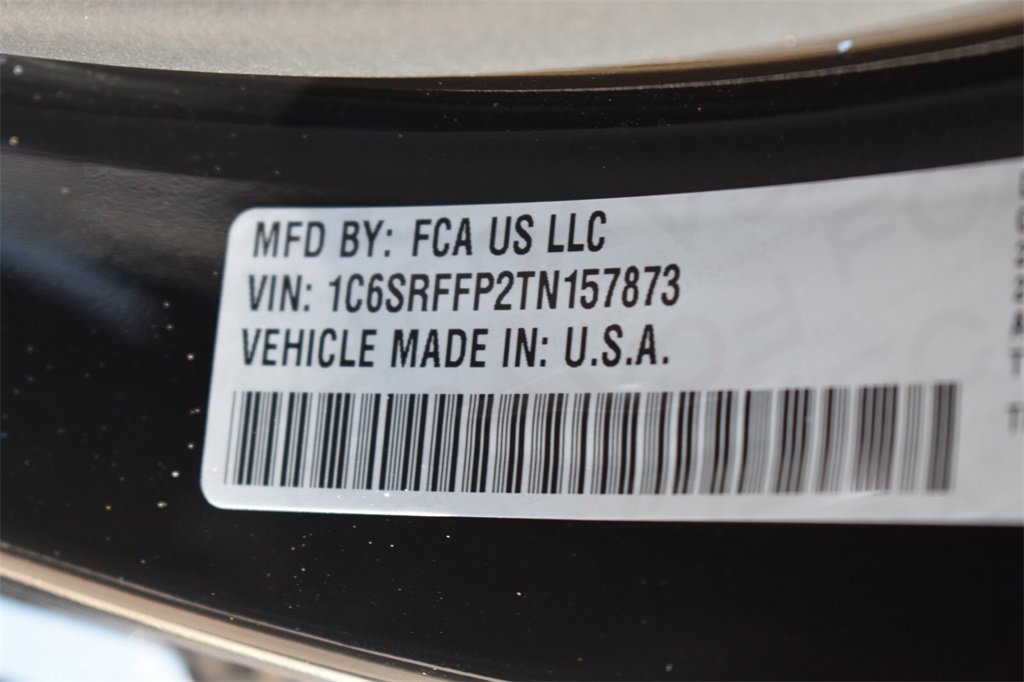 MFD BY: FCA US LLC
VIN: 1C6SRFFP2TN157873
VEHICLE MADE IN: U.S.A.